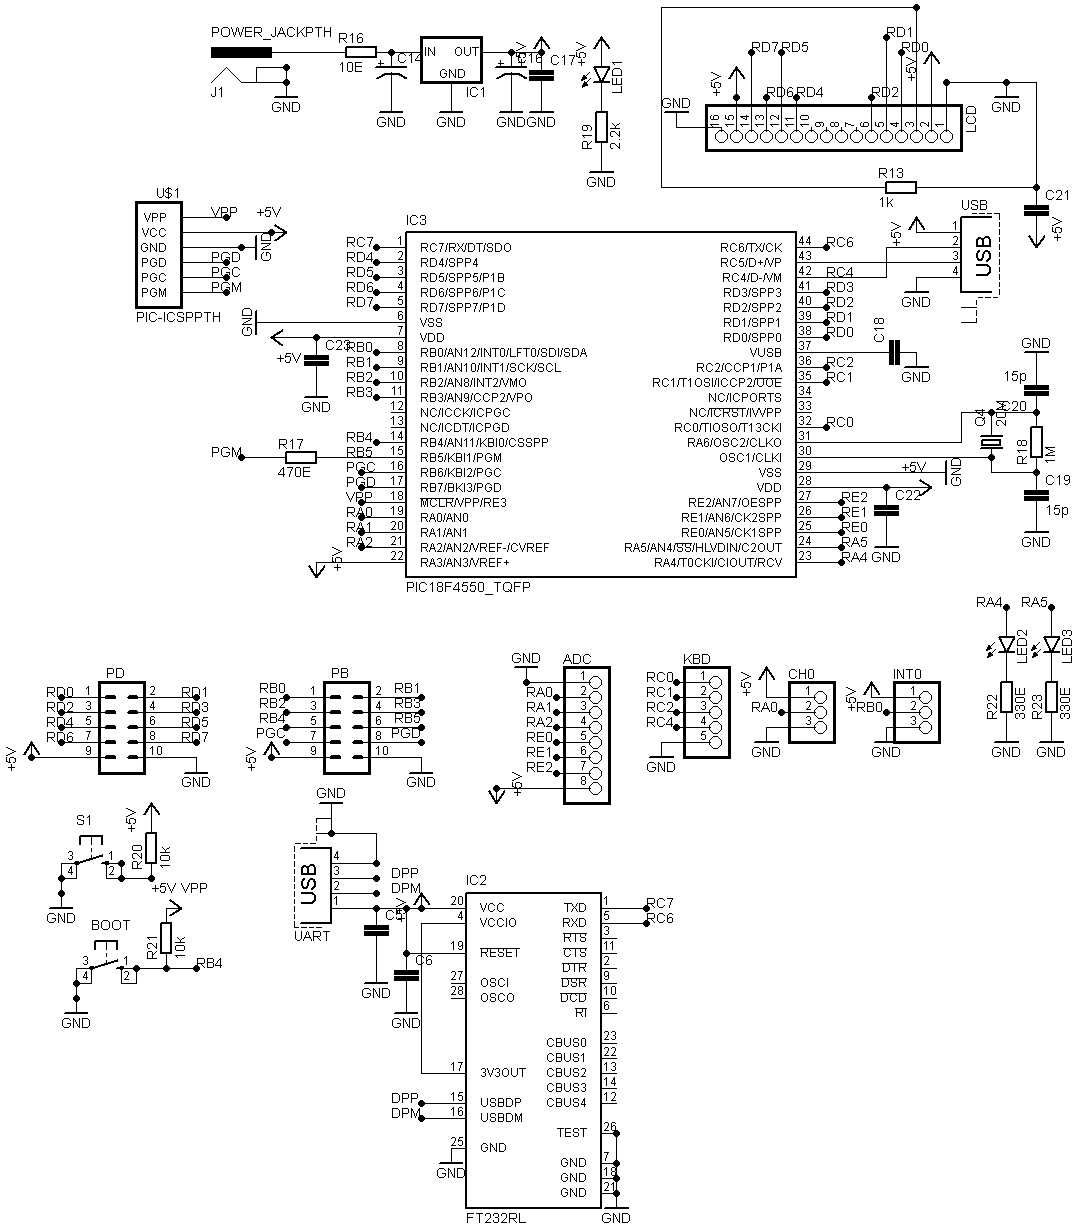 POWER_JACKPTH
R16
10E
J1
GND
C14
GND
IN OUT
GND
IC1
GND
+5V
C16
C17
GND GND
+5V
LED1
R19
2.2k
GND
GND
+5V
RD7 RD5
RD6 RD4
RD1
RD0
RD2
+5V
GND
LCD
16 15 14 13 12 11 10 9 8 7 6 5 4 3 2 1
R13
1k
C21
+5V
U$1
VPP VPP
VCC +5V
GND GND
PGD PGD
PGC PGC
PGM PGM
PIC-ICSPPTH
IC3
RC7 1 RC7/RX/DT/SDO
RD4 2 RD4/SPP4
RD5 3 RD5/SPP5/P1B
RD6 4 RD6/SPP6/P1C
RD7 5 RD7/SPP7/P1D
GND 6 VSS
+5V C23 7 VDD
GND
RB0 8 RB0/AN12/INT0/LFT0/SDI/SDA
RB1 9 RB1/AN10/INT1/SCK/SCL
RB2 10 RB2/AN8/INT2/VMO
RB3 11 RB3/AN9/CCP2/VPO
12 NC/ICCK/ICPGC
13 NC/ICDT/ICPGD
RB4 14 RB4/AN11/KBI0/CSSPP
PGM R17 470E RB5 15 RB5/KBI1/PGM
PGC 16 RB6/KBI2/PGC
PGD 17 RB7/BKI3/PGD
VPP 18 MCLR/VPP/RE3
RA0 19 RA0/AN0
RA1 20 RA1/AN1
RA2 21 RA2/AN2/VREF-/CVREF
+5V 22 RA3/AN3/VREF+
RC6/TX/CK 44 RC6
RC5/D+/VP 43
RC4/D-/VM 42 RC4
RD3/SPP3 41 RD3
RD2/SPP2 40 RD2
RD1/SPP1 39 RD1
RD0/SPP0 38 RD0
VUSB 37 C18
GND
RC2/CCP1/P1A 36 RC2
RC1/T1OSI/ICCP2/UOE 35 RC1
NC/ICPORTS 34
NC/ICRST/IVVPP 33
RC0/TIOSO/T13CKI 32 RC0
RA6/OSC2/CLKO 31
OSC1/CLKI 30
VSS 29 GND
VDD 28 +5V
C22
GND
RE2/AN7/OESPP 27 RE2
RE1/AN6/CK2SPP 26 RE1
RE0/AN5/CK1SPP 25 RE0
RA5/AN4/SS/HLVDIN/C2OUT 24 RA5
RA4/T0CKI/CIOUT/RCV 23 RA4
PIC18F4550_TQFP
USB
+5V
1
2
3
4
USB
GND
GND
15p
C20
Q4
20M
R18
1M
C19
15p
GND
RA4 RA5
LED2 LED3
R22 330E
R23 330E
GND GND
PD
RD0 1 2 RD1
RD2 3 4 RD3
RD4 5 6 RD5
RD6 7 8 RD7
+5V 9 10 GND
PB
RB0 1 2 RB1
RB2 3 4 RB3
RB4 5 6 RB5
PGC 7 8 PGD
+5V 9 10 GND
ADC
GND 1
RA0 2
RA1 3
RA2 4
RE0 5
RE1 6
RE2 7
+5V 8
KBD
RC0 1
RC1 2
RC2 3
RC4 4
GND 5
CH0
+5V 1
RA0 2
GND 3
INT0
+5V 1
RB0 2
GND 3
S1
+5V
R20
10k
3 1
4 2
GND
+5V VPP
BOOT
R21
10k
3 1
4 2
RB4
GND
GND
USB
4
3 DPP
2 DPM
1
UART
GND
C6
GND
IC2
20 VCC
4 VCCIO
19 RESET
27 OSCI
28 OSCO
17 3V3OUT
DPP 15 USBDP
DPM 16 USBDM
25 GND
GND
TXD 1 RC7
RXD 5 RC6
RTS 3
CTS 11
DTR 2
DSR 9
DCD 10
RI 6
CBUS0 23
CBUS1 22
CBUS2 13
CBUS3 14
CBUS4 12
TEST 26
GND 7
GND 18
GND 21
GND
FT232RL